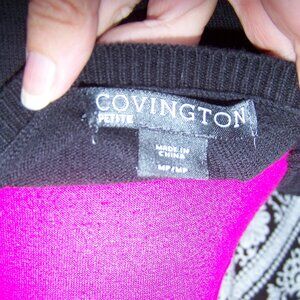 COVINGTON
PETITE
MADE IN
CHINA
MP/MP